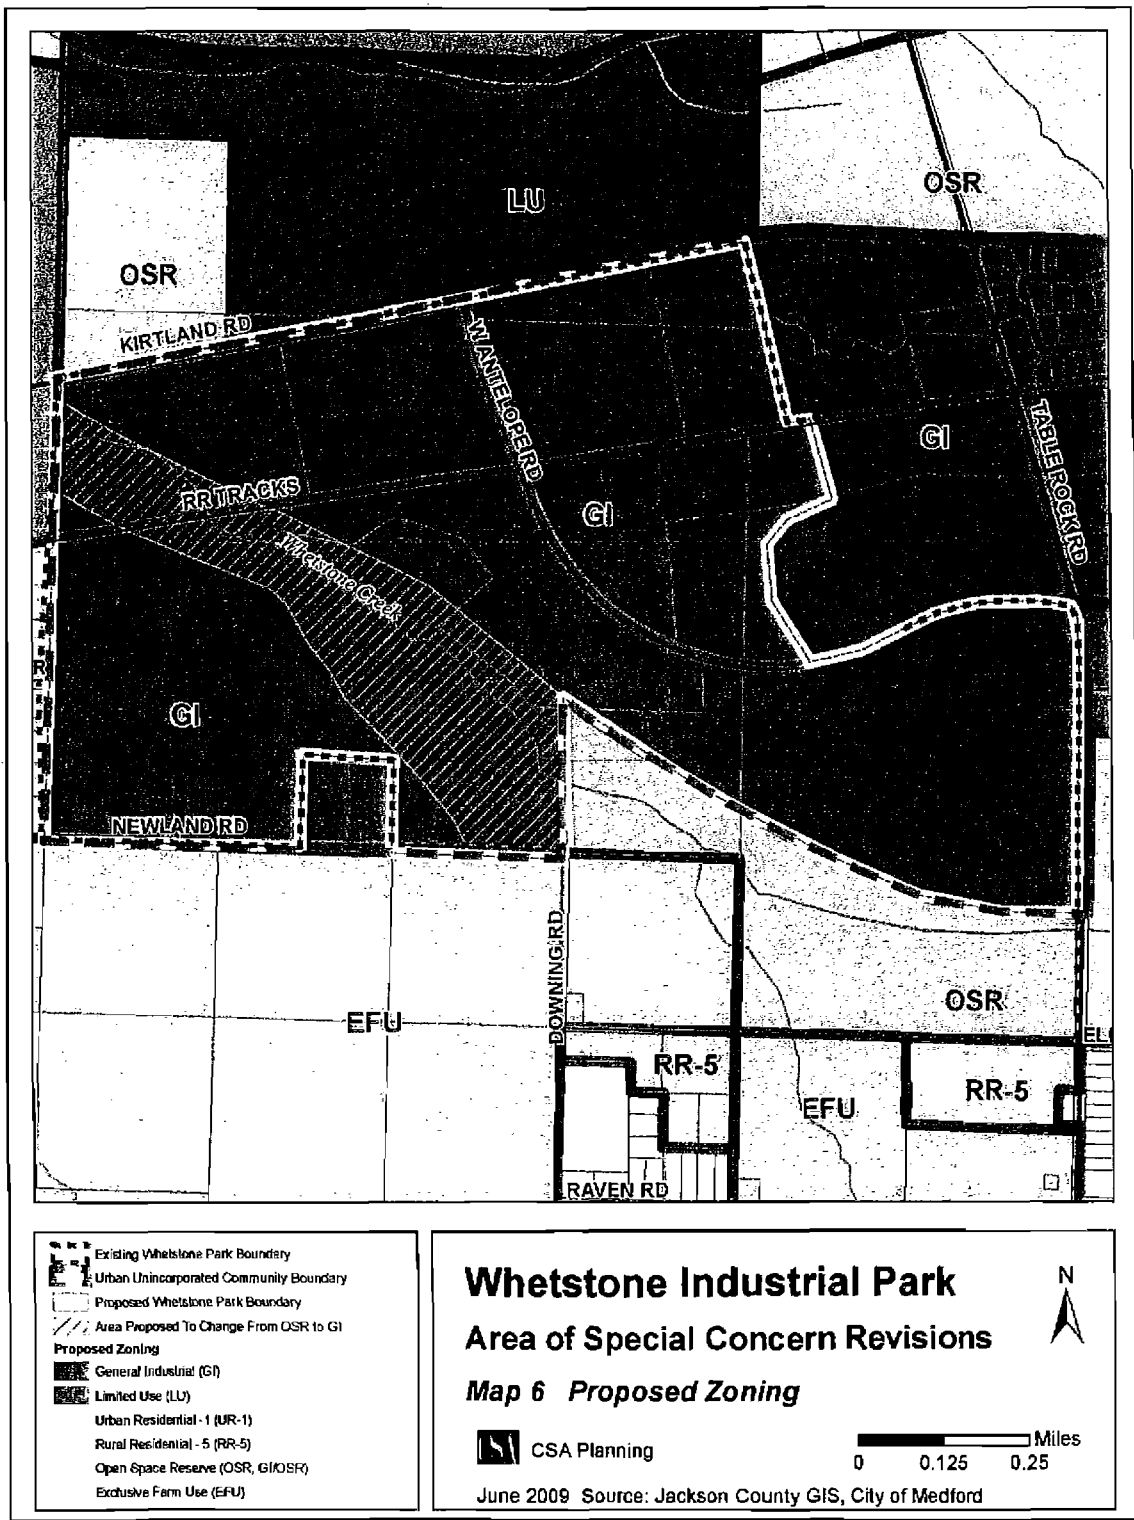 LU
OSR
OSR
KIRTLAND RD
W ANTELOPE RD
TABLE ROCK RD
GI
RR TRACKS
GI
Whetstone Creek
R
GI
NEWLAND RD
DOWNING RD
OSR
EFU
RR-5
RR-5
EFU
RAVEN RD
Existing Whetstone Park Boundary
Urban Unincorporated Community Boundary
Proposed Whetstone Park Boundary
Area Proposed To Change From OSR to GI
Proposed Zoning
General Industrial (GI)
Limited Use (LU)
Urban Residential - 1 (UR-1)
Rural Residential - 5 (RR-5)
Open Space Reserve (OSR, GI/OSR)
Exclusive Farm Use (EFU)
Whetstone Industrial Park
Area of Special Concern Revisions
Map 6 Proposed Zoning
N
CSA Planning
Miles
0 0.125 0.25
June 2009 Source: Jackson County GIS, City of Medford